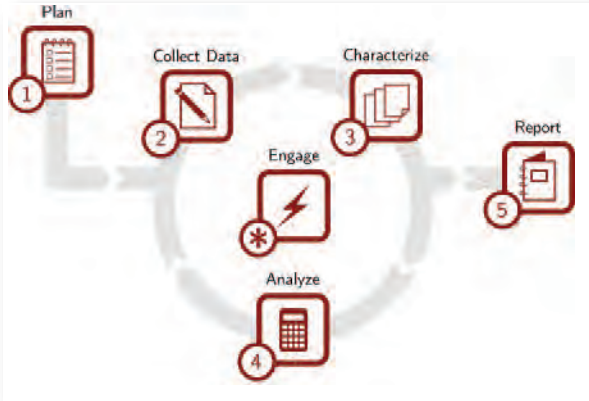 Plan
1
Collect Data
2
Characterize
3
Engage
*
Report
5
Analyze
4